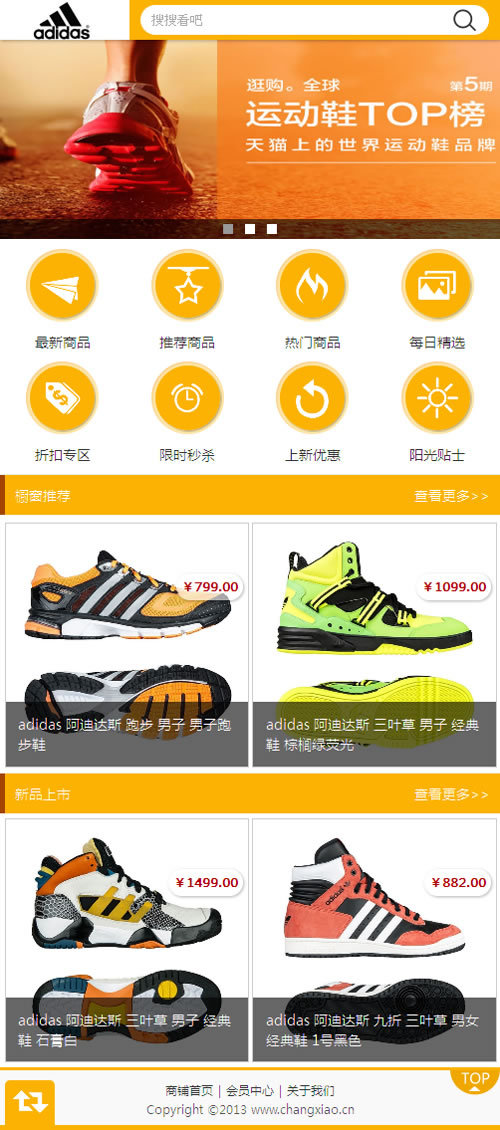 adidas
搜搜看吧
逛购。全球
第5期
运动鞋TOP榜
天猫上的世界运动鞋品牌
最新商品
推荐商品
热门商品
每日精选
折扣专区
限时秒杀
上新优惠
阳光贴士
橱窗推荐
查看更多>>
￥799.00
adidas 阿迪达斯 跑步 男子 男子跑
步鞋
￥1099.00
adidas 阿迪达斯 三叶草 男子 经典
鞋 棕榈绿荧光
新品上市
查看更多>>
￥1499.00
adidas 阿迪达斯 三叶草 男子 经典
鞋 石膏白
￥882.00
adidas 阿迪达斯 九折 三叶草 男女
经典鞋 1号黑色
商铺首页 | 会员中心 | 关于我们
Copyright ©2013 www.changxiao.cn
TOP